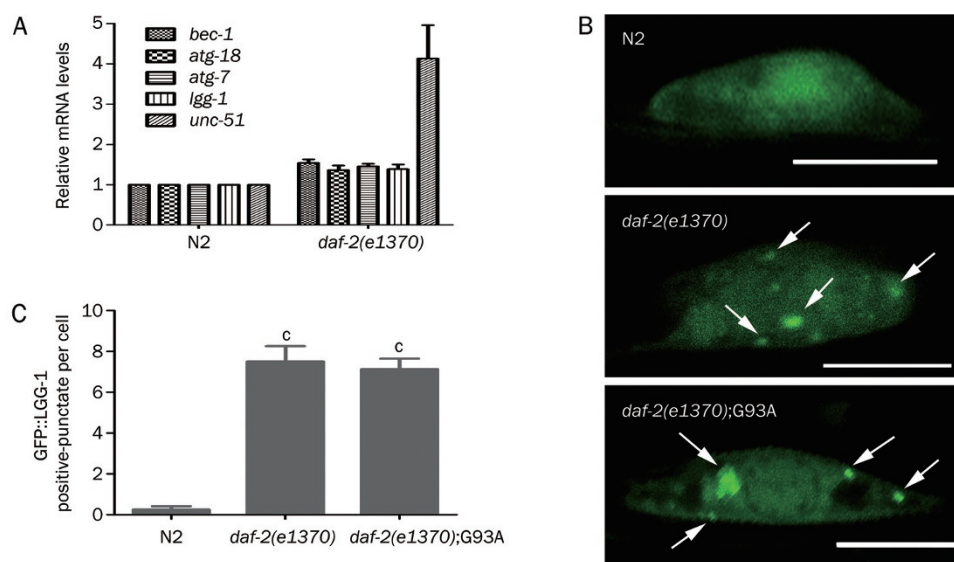 A
Relative mRNA levels
5
4
3
2
1
0
bec-1
atg-18
atg-7
lgg-1
unc-51
N2
daf-2(e1370)
B
N2
daf-2(e1370)
daf-2(e1370);G93A
C
GFP::LGG-1
positive-punctate per cell
10
8
6
4
2
0
c
c
N2
daf-2(e1370)
daf-2(e1370);G93A